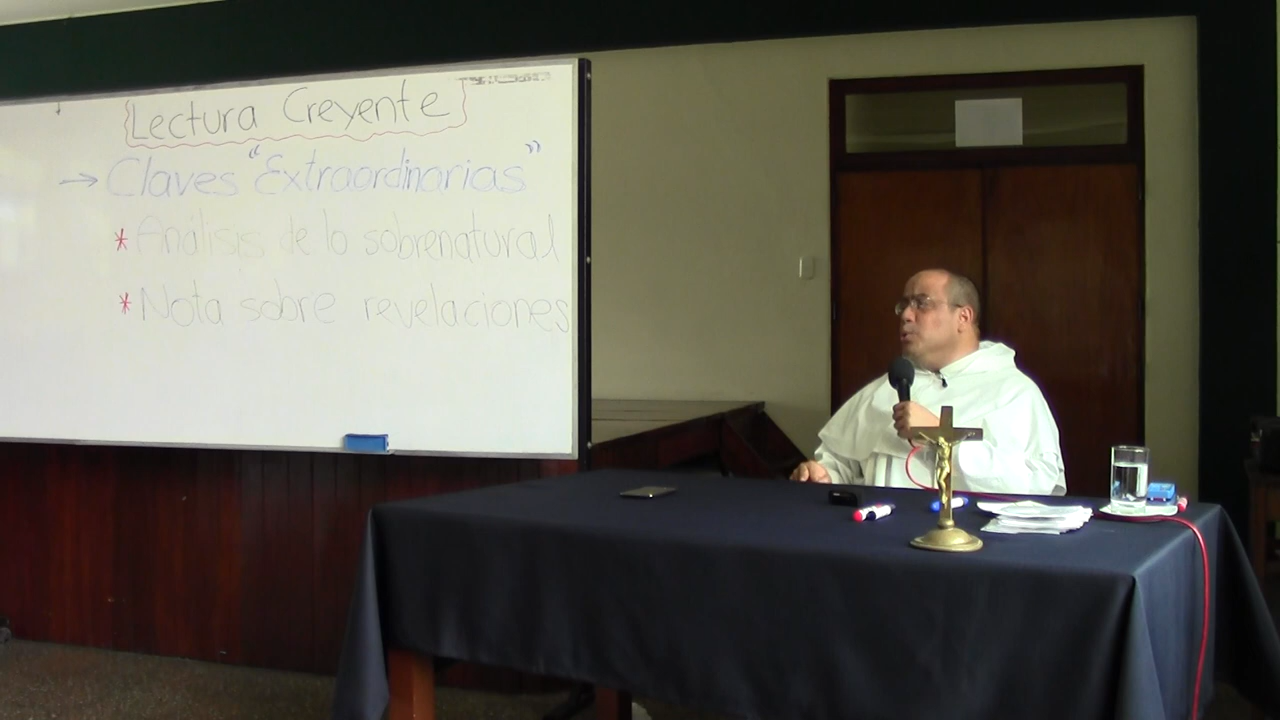 Lectura Creyente
→ Claves "Extraordinarias"
* Análisis de lo sobrenatural
* Nota sobre revelaciones